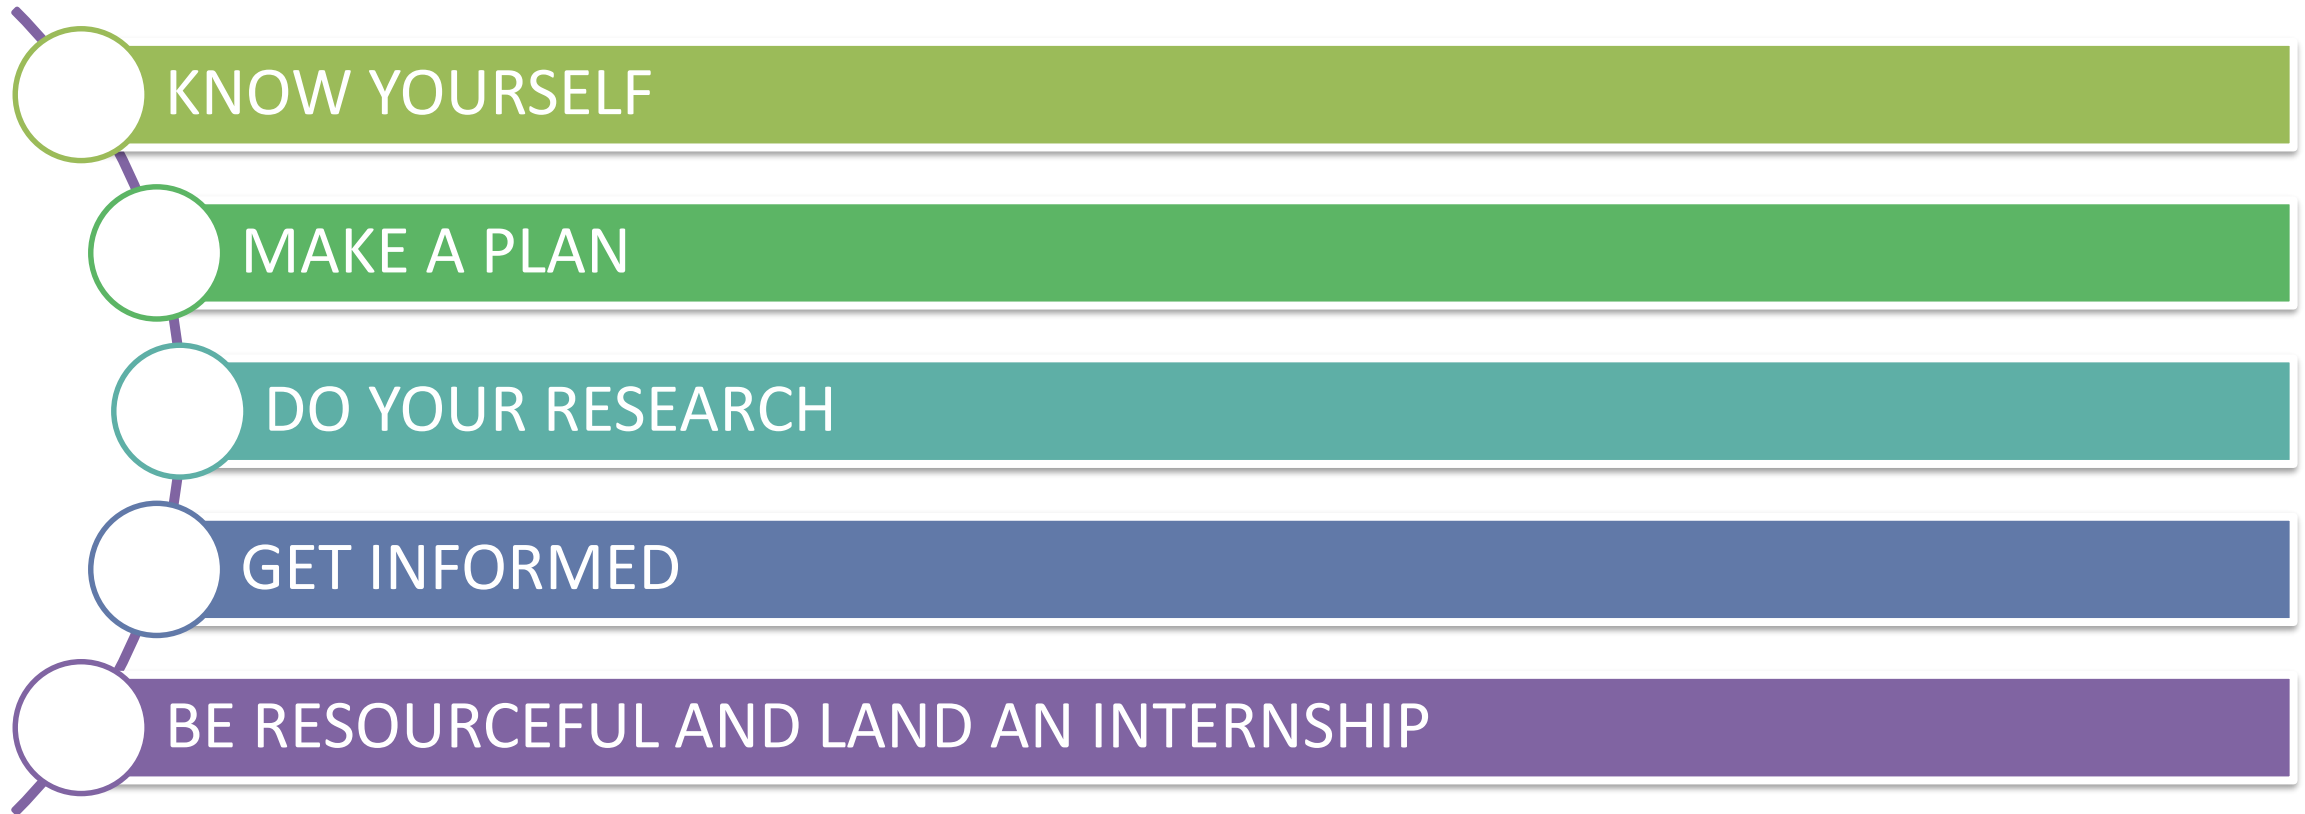 KNOW YOURSELF
MAKE A PLAN
DO YOUR RESEARCH
GET INFORMED
BE RESOURCEFUL AND LAND AN INTERNSHIP